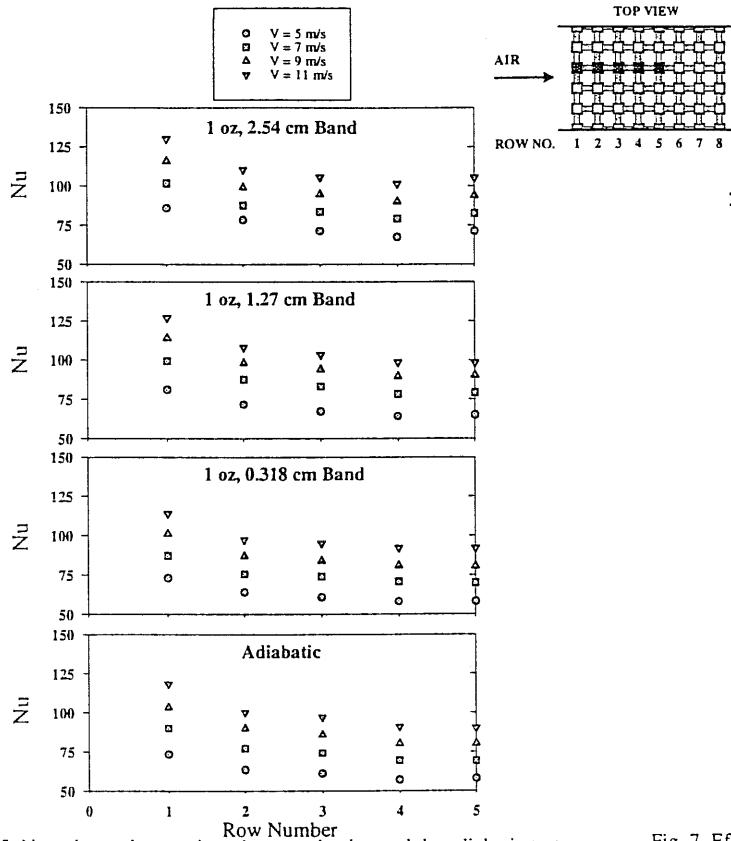 V = 5 m/s
V = 7 m/s
V = 9 m/s
V = 11 m/s
TOP VIEW
AIR
ROW NO. 1 2 3 4 5 6 7 8
1 oz, 2.54 cm Band
150
125
100
75
50
Nu
1 oz, 1.27 cm Band
150
125
100
75
50
Nu
1 oz, 0.318 cm Band
150
125
100
75
50
Nu
Adiabatic
150
125
100
75
50
Nu
0 1 2 3 4 5
Row Number
Fig. 7